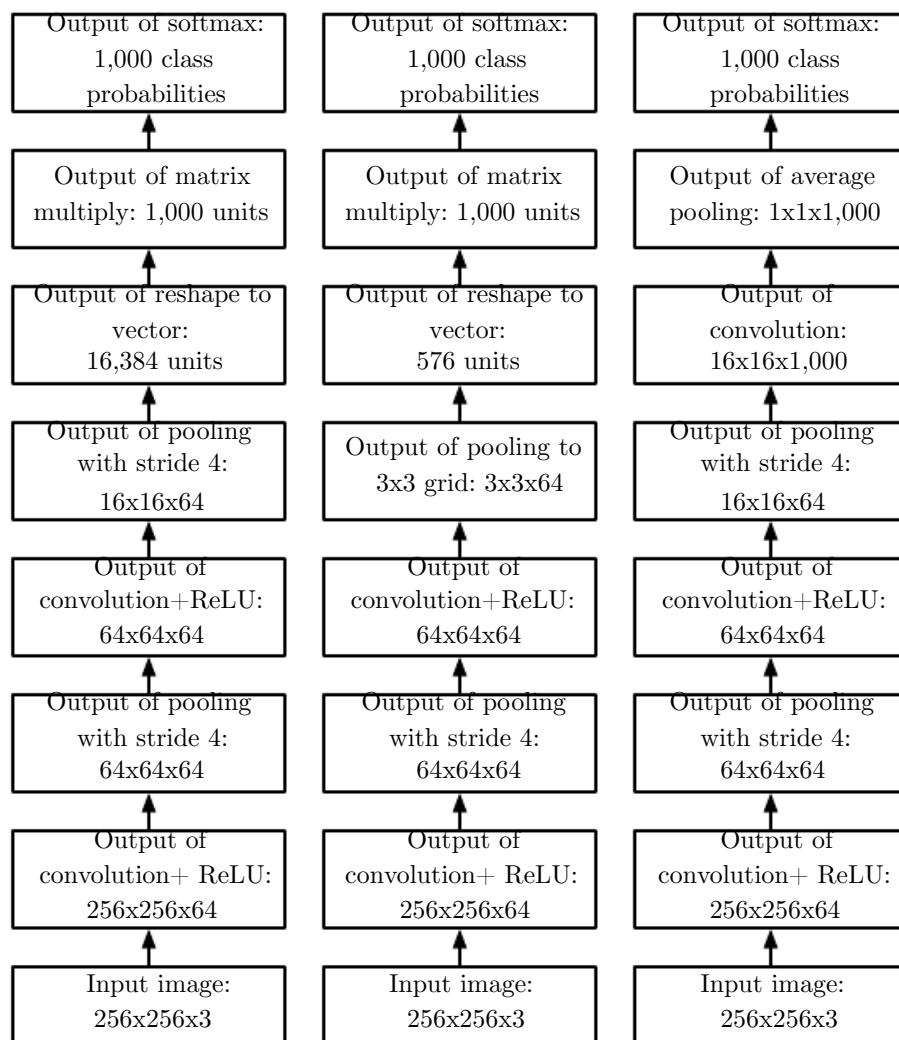 Output of softmax:
1,000 class
probabilities
Output of matrix
multiply: 1,000 units
Output of reshape to
vector:
16,384 units
Output of pooling
with stride 4:
16x16x64
Output of
convolution+ReLU:
64x64x64
Output of pooling
with stride 4:
64x64x64
Output of
convolution+ ReLU:
256x256x64
Input image:
256x256x3
Output of softmax:
1,000 class
probabilities
Output of matrix
multiply: 1,000 units
Output of reshape to
vector:
576 units
Output of pooling to
3x3 grid: 3x3x64
Output of
convolution+ReLU:
64x64x64
Output of pooling
with stride 4:
64x64x64
Output of
convolution+ ReLU:
256x256x64
Input image:
256x256x3
Output of softmax:
1,000 class
probabilities
Output of average
pooling: 1x1x1,000
Output of
convolution:
16x16x1,000
Output of pooling
with stride 4:
16x16x64
Output of
convolution+ReLU:
64x64x64
Output of pooling
with stride 4:
64x64x64
Output of
convolution+ ReLU:
256x256x64
Input image:
256x256x3